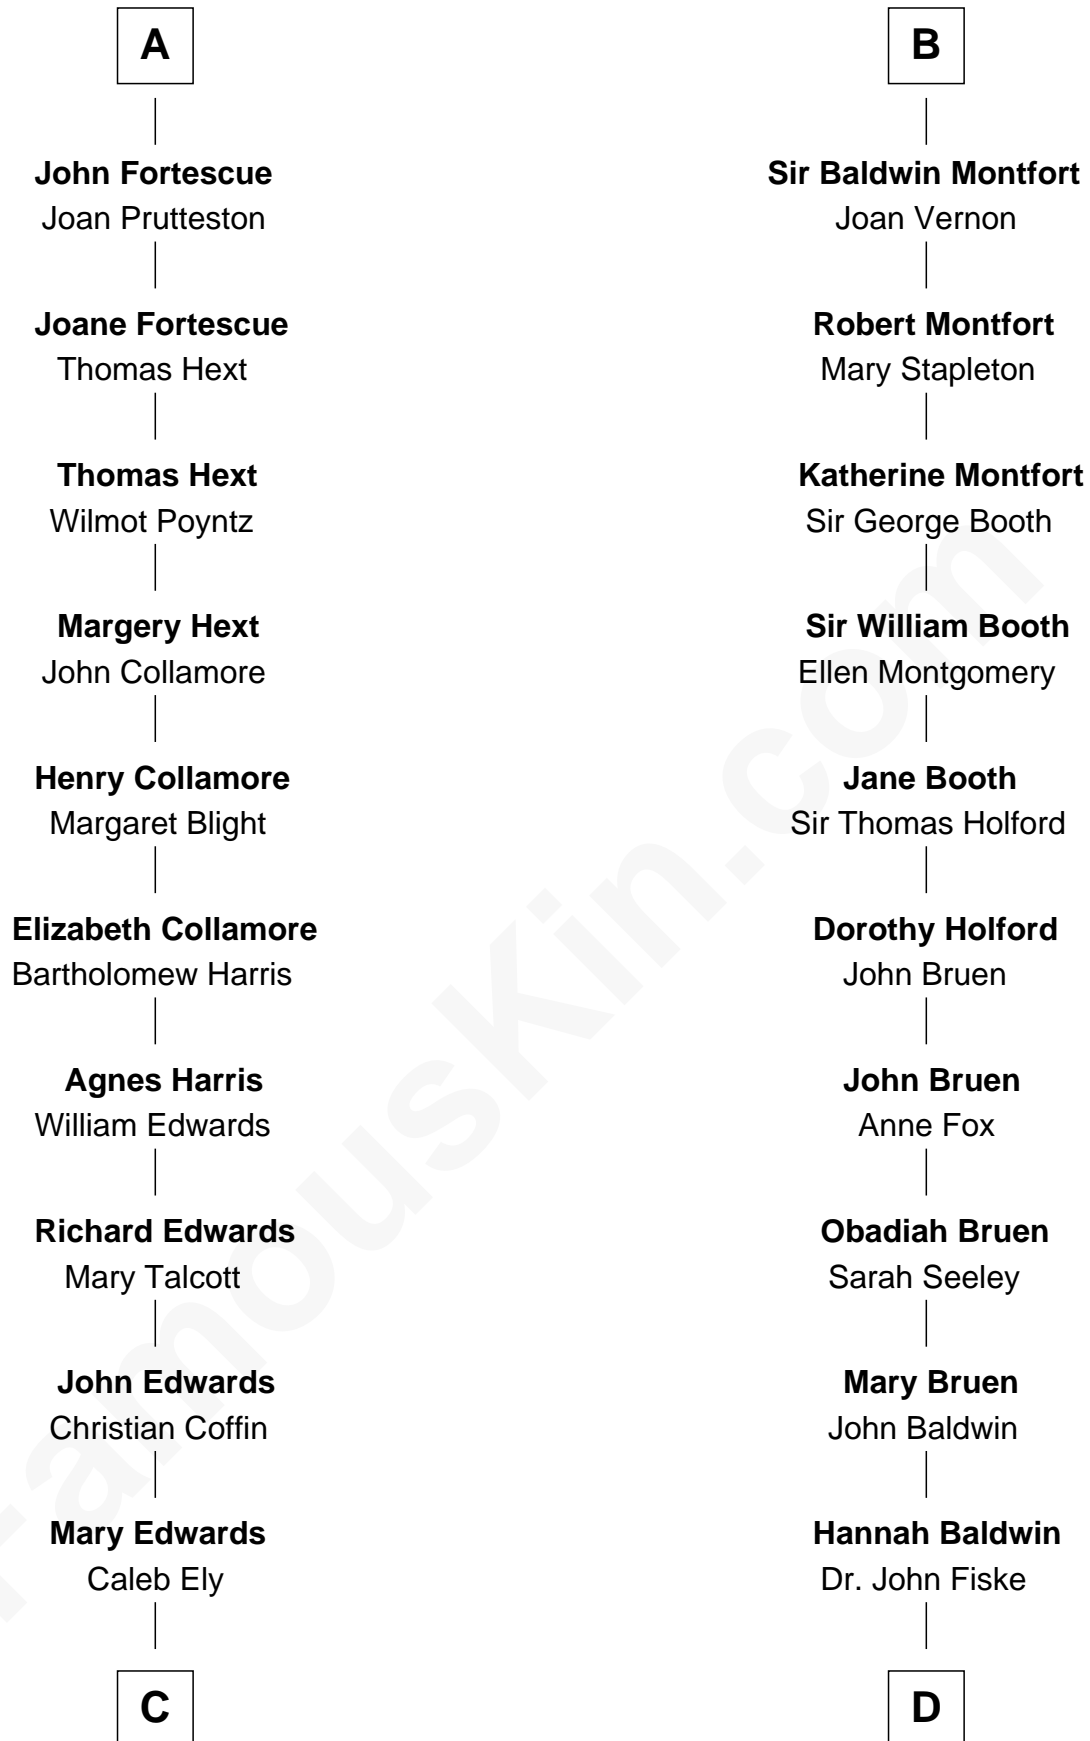 A
John Fortescue
Joan Prutteston
Joane Fortescue
Thomas Hext
Thomas Hext
Wilmot Poyntz
Margery Hext
John Collamore
Henry Collamore
Margaret Blight
Elizabeth Collamore
Bartholomew Harris
Agnes Harris
William Edwards
Richard Edwards
Mary Talcott
John Edwards
Christian Coffin
Mary Edwards
Caleb Ely
C
B
Sir Baldwin Montfort
Joan Vernon
Robert Montfort
Mary Stapleton
Katherine Montfort
Sir George Booth
Sir William Booth
Ellen Montgomery
Jane Booth
Sir Thomas Holford
Dorothy Holford
John Bruen
John Bruen
Anne Fox
Obadiah Bruen
Sarah Seeley
Mary Bruen
John Baldwin
Hannah Baldwin
Dr. John Fiske
D
FamousKin.com